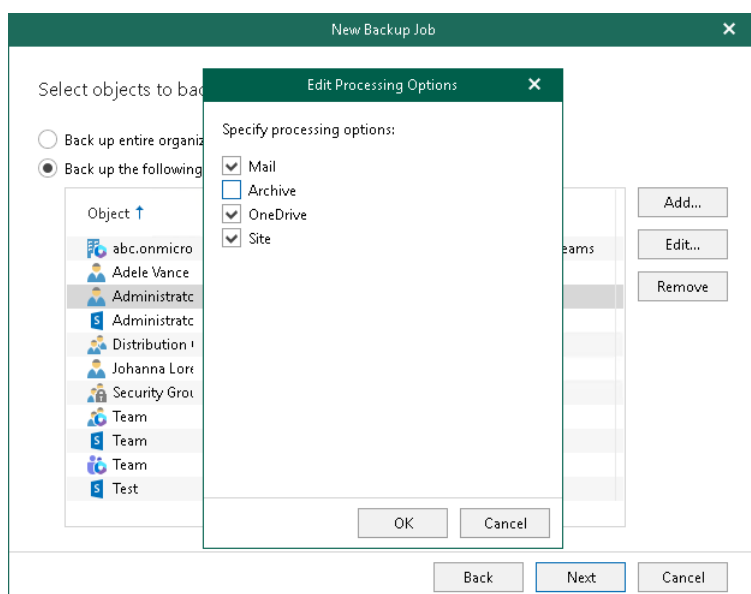 New Backup Job
Select objects to bac
Back up entire organiz
Back up the following
Object
abc.onmicro
Adele Vance
Administratc
Administratc
Distribution
Johanna Lore
Security Grou
Team
Team
Team
Test
eams
Edit Processing Options
Specify processing options:
Mail
Archive
OneDrive
Site
OK Cancel
Add...
Edit...
Remove
Back Next Cancel